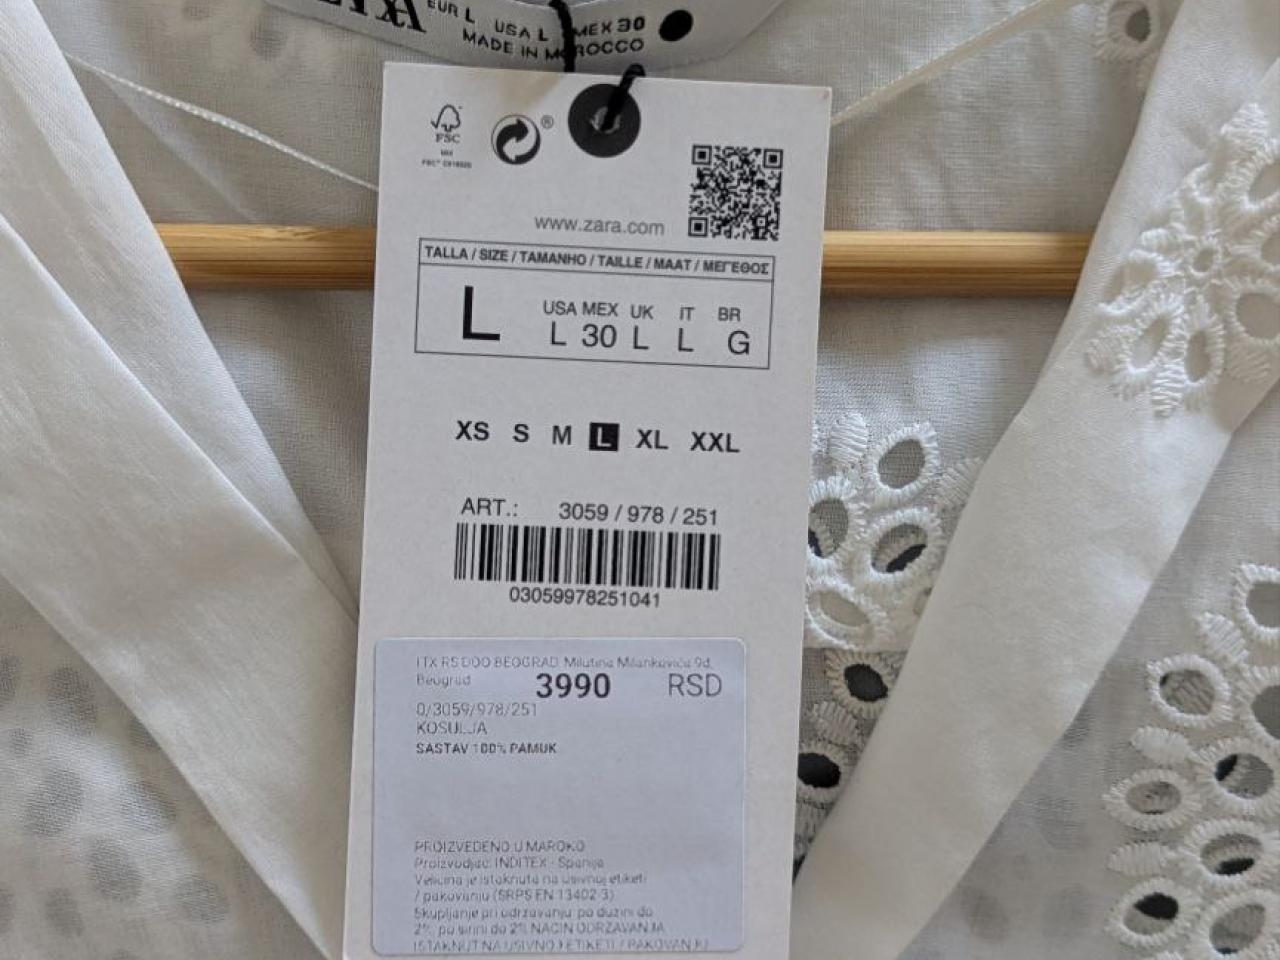 EUR L USA L MEX 30
MADE IN MOROCCO
FSC
MIX
®
www.zara.com
TALLA / SIZE / TAMANHO / TAILLE / MAAT / ΜΕΓΕΘΟΣ
L
USA MEX UK IT BR
L 30 L L G
XS S M L XL XXL
ART.: 3059 / 978 / 251
03059978251041
ITX RS DOO BEOGRAD Milutina Milankovića 9d,
Beograd
3990 RSD
0/3059/978/251
KOSULJA
SASTAV 100% PAMUK
PROIZVEDENO U MAROKO
Proizvodjac: INDITEX - Spanija
Velicina je istaknuta na usivnoj etiketi
/ pakovanju (SRPS EN 13402-3)
Skupljanje pri odrzavanju: po duzini do
2%, po sirini do 2% NACIN ODRZAVANJA
ISTAKNUT NA USIVNOJ ETIKETI / PAKOVANJU